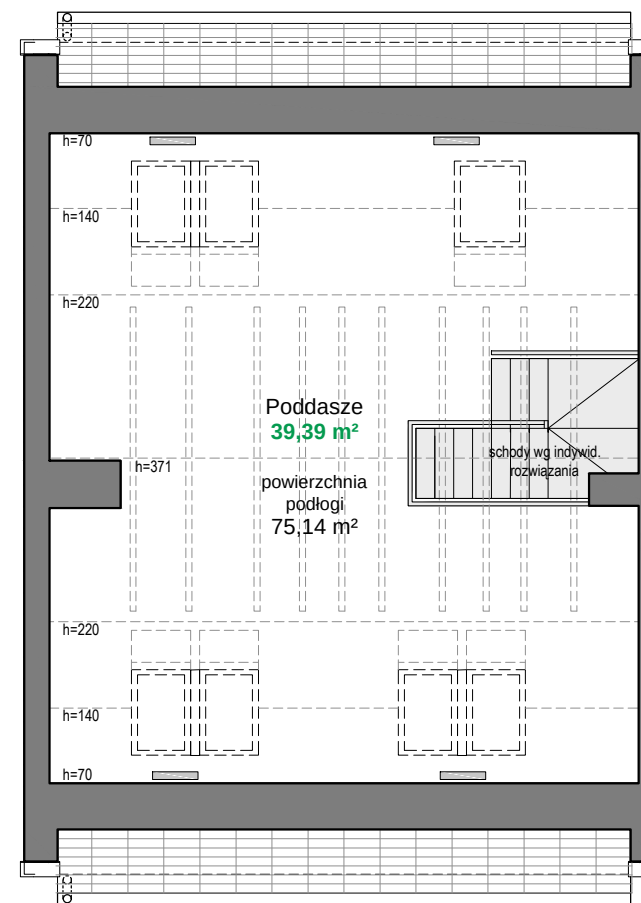 h=70
h=140
h=220
Poddasze
39,39 m²
schody wg indywid.
rozwiązania
h=371
powierzchnia
podłogi
75,14 m²
h=220
h=140
h=70